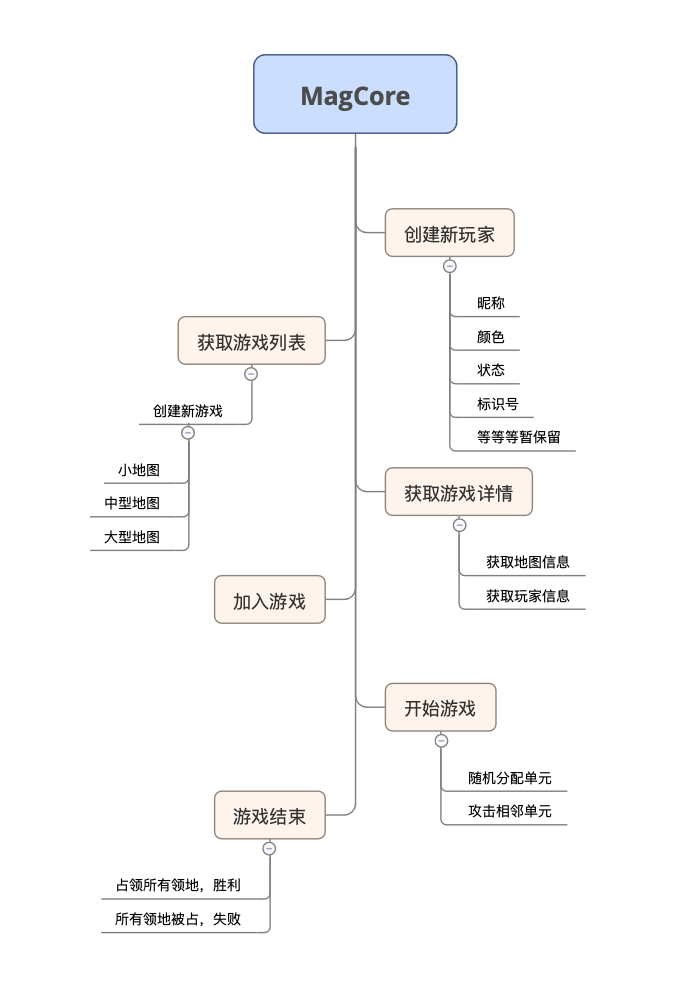 MagCore
创建新玩家
昵称
颜色
状态
标识号
等等等暂保留
获取游戏列表
创建新游戏
小地图
中型地图
大型地图
获取游戏详情
获取地图信息
获取玩家信息
加入游戏
开始游戏
随机分配单元
攻击相邻单元
游戏结束
占领所有领地，胜利
所有领地被占，失败